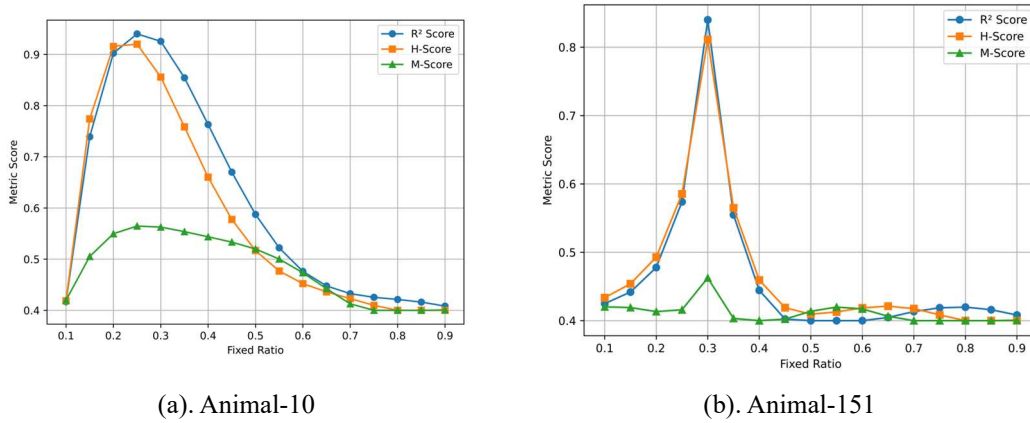 R² Score
H-Score
M-Score
Metric Score
0.9
0.8
0.7
0.6
0.5
0.4
0.1 0.2 0.3 0.4 0.5 0.6 0.7 0.8 0.9
Fixed Ratio
(a). Animal-10
R² Score
H-Score
M-Score
Metric Score
0.8
0.7
0.6
0.5
0.4
0.1 0.2 0.3 0.4 0.5 0.6 0.7 0.8 0.9
Fixed Ratio
(b). Animal-151